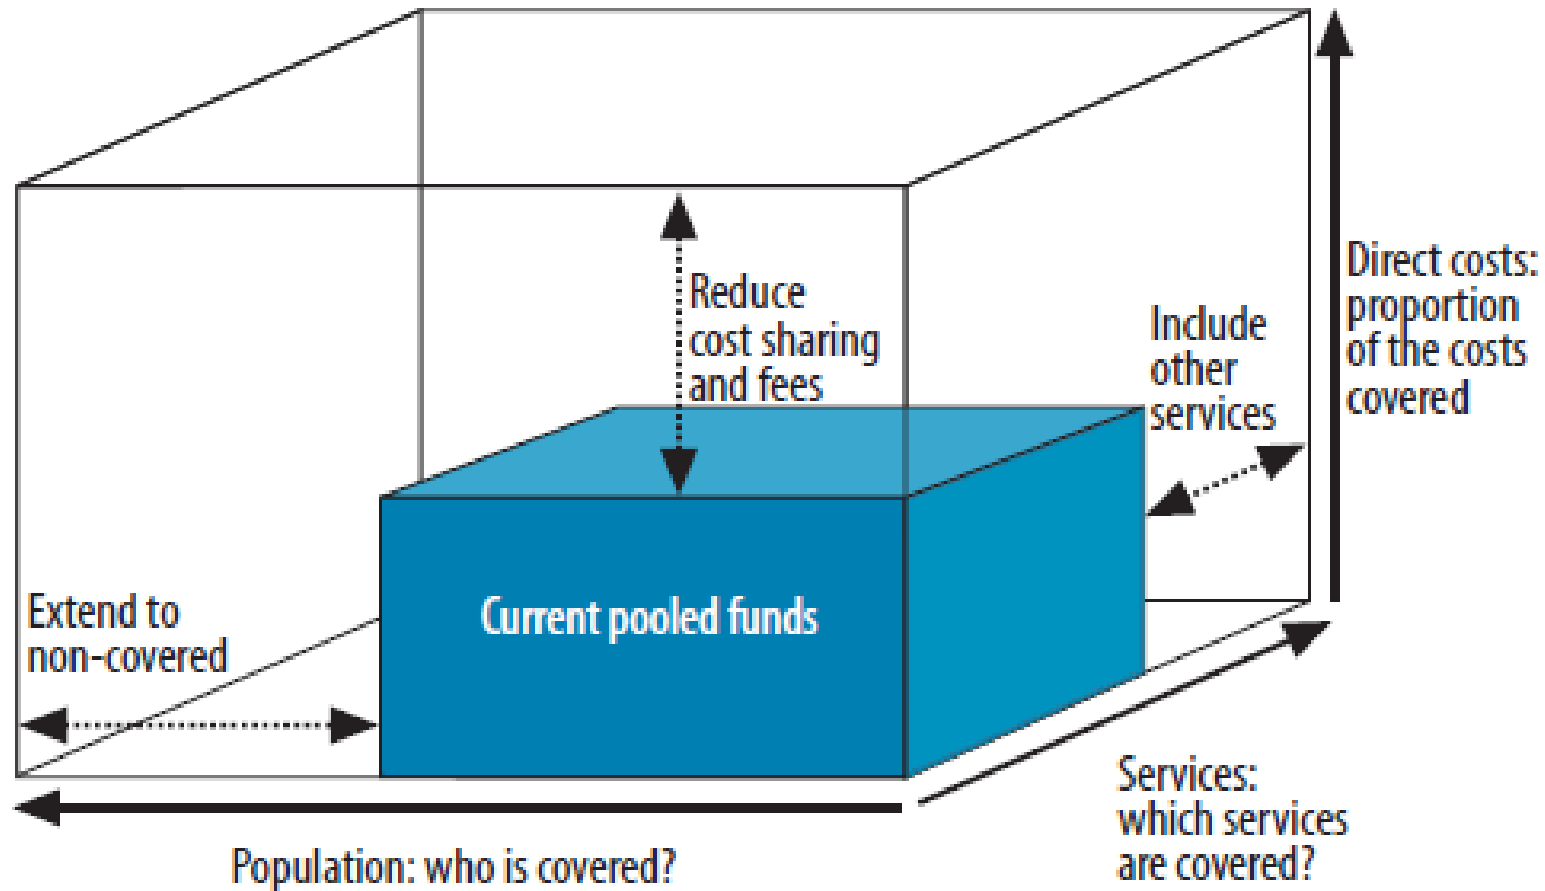 Reduce
cost sharing
and fees
Include
other
services
Direct costs:
proportion
of the costs
covered
Extend to
non-covered
Current pooled funds
Services:
which services
are covered?
Population: who is covered?